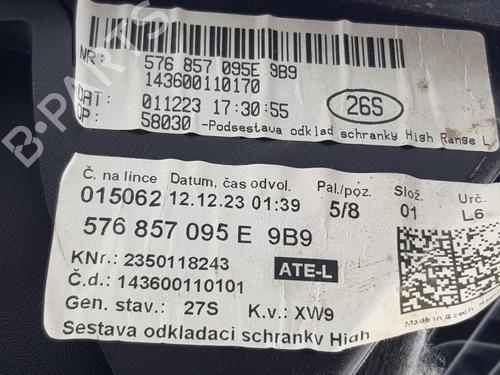 NR:
576 857 095E 9B9
143600110170
DAT:
011223 17:30:55
OP:
58030 -Podsestava odklad schranky High Range L
26S
Č. na lince
Datum, čas odvol.
Pal./poz.
Slož.
Urč.
015062
12.12.23 01:39
5/8
01
L6
576 857 095 E 9B9
KNr.: 2350118243
ATE-L
Č.d.: 143600110101
Gen. stav.: 27S
K.v.: XW9
Sestava odkladaci schranky High
Made in Czech
B-PARTS